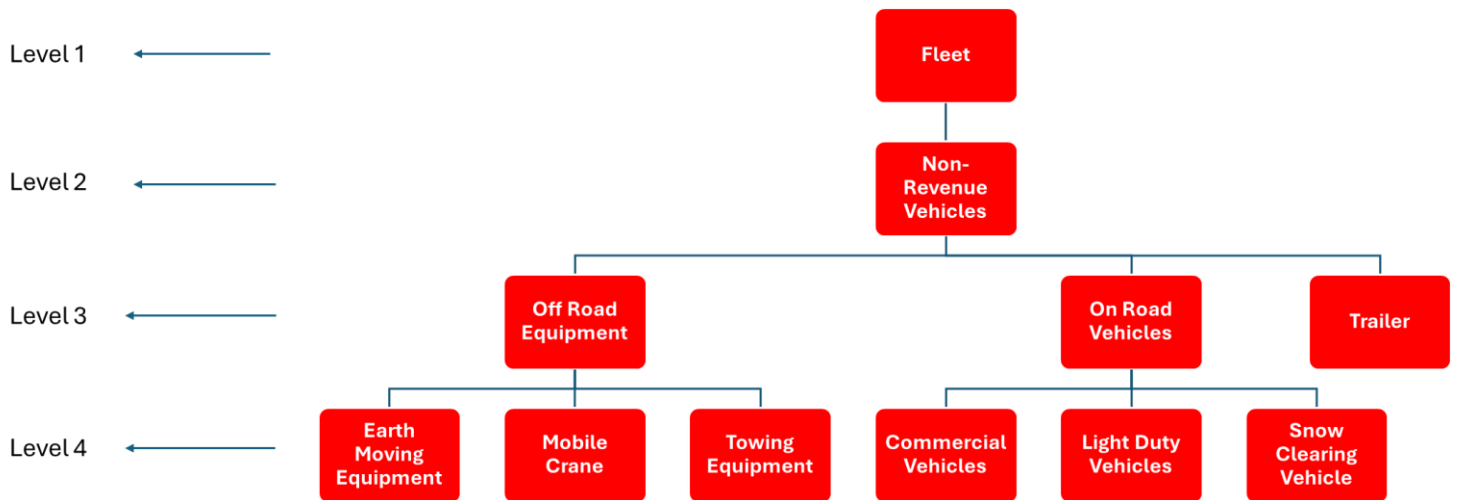 Level 1
Fleet
Level 2
Non-
Revenue
Vehicles
Level 3
Off Road
Equipment
On Road
Vehicles
Trailer
Level 4
Earth
Moving
Equipment
Mobile
Crane
Towing
Equipment
Commercial
Vehicles
Light Duty
Vehicles
Snow
Clearing
Vehicle